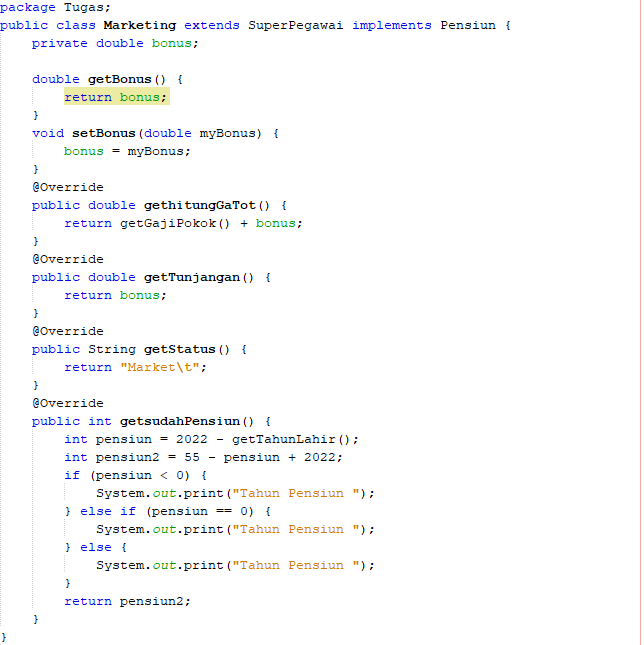 package Tugas;
public class Marketing extends SuperPegawai implements Pensiun {
    private double bonus;

    double getBonus() {
        return bonus;
    }
    void setBonus(double myBonus) {
        bonus = myBonus;
    }
    @Override
    public double gethitungGaTot() {
        return getGajiPokok() + bonus;
    }
    @Override
    public double getTunjangan() {
        return bonus;
    }
    @Override
    public String getStatus() {
        return "Market\t";
    }
    @Override
    public int getsudahPensiun() {
        int pensiun = 2022 - getTahunLahir();
        int pensiun2 = 55 - pensiun + 2022;
        if (pensiun < 0) {
            System.out.print("Tahun Pensiun ");
        } else if (pensiun == 0) {
            System.out.print("Tahun Pensiun ");
        } else {
            System.out.print("Tahun Pensiun ");
        }
        return pensiun2;
    }
}